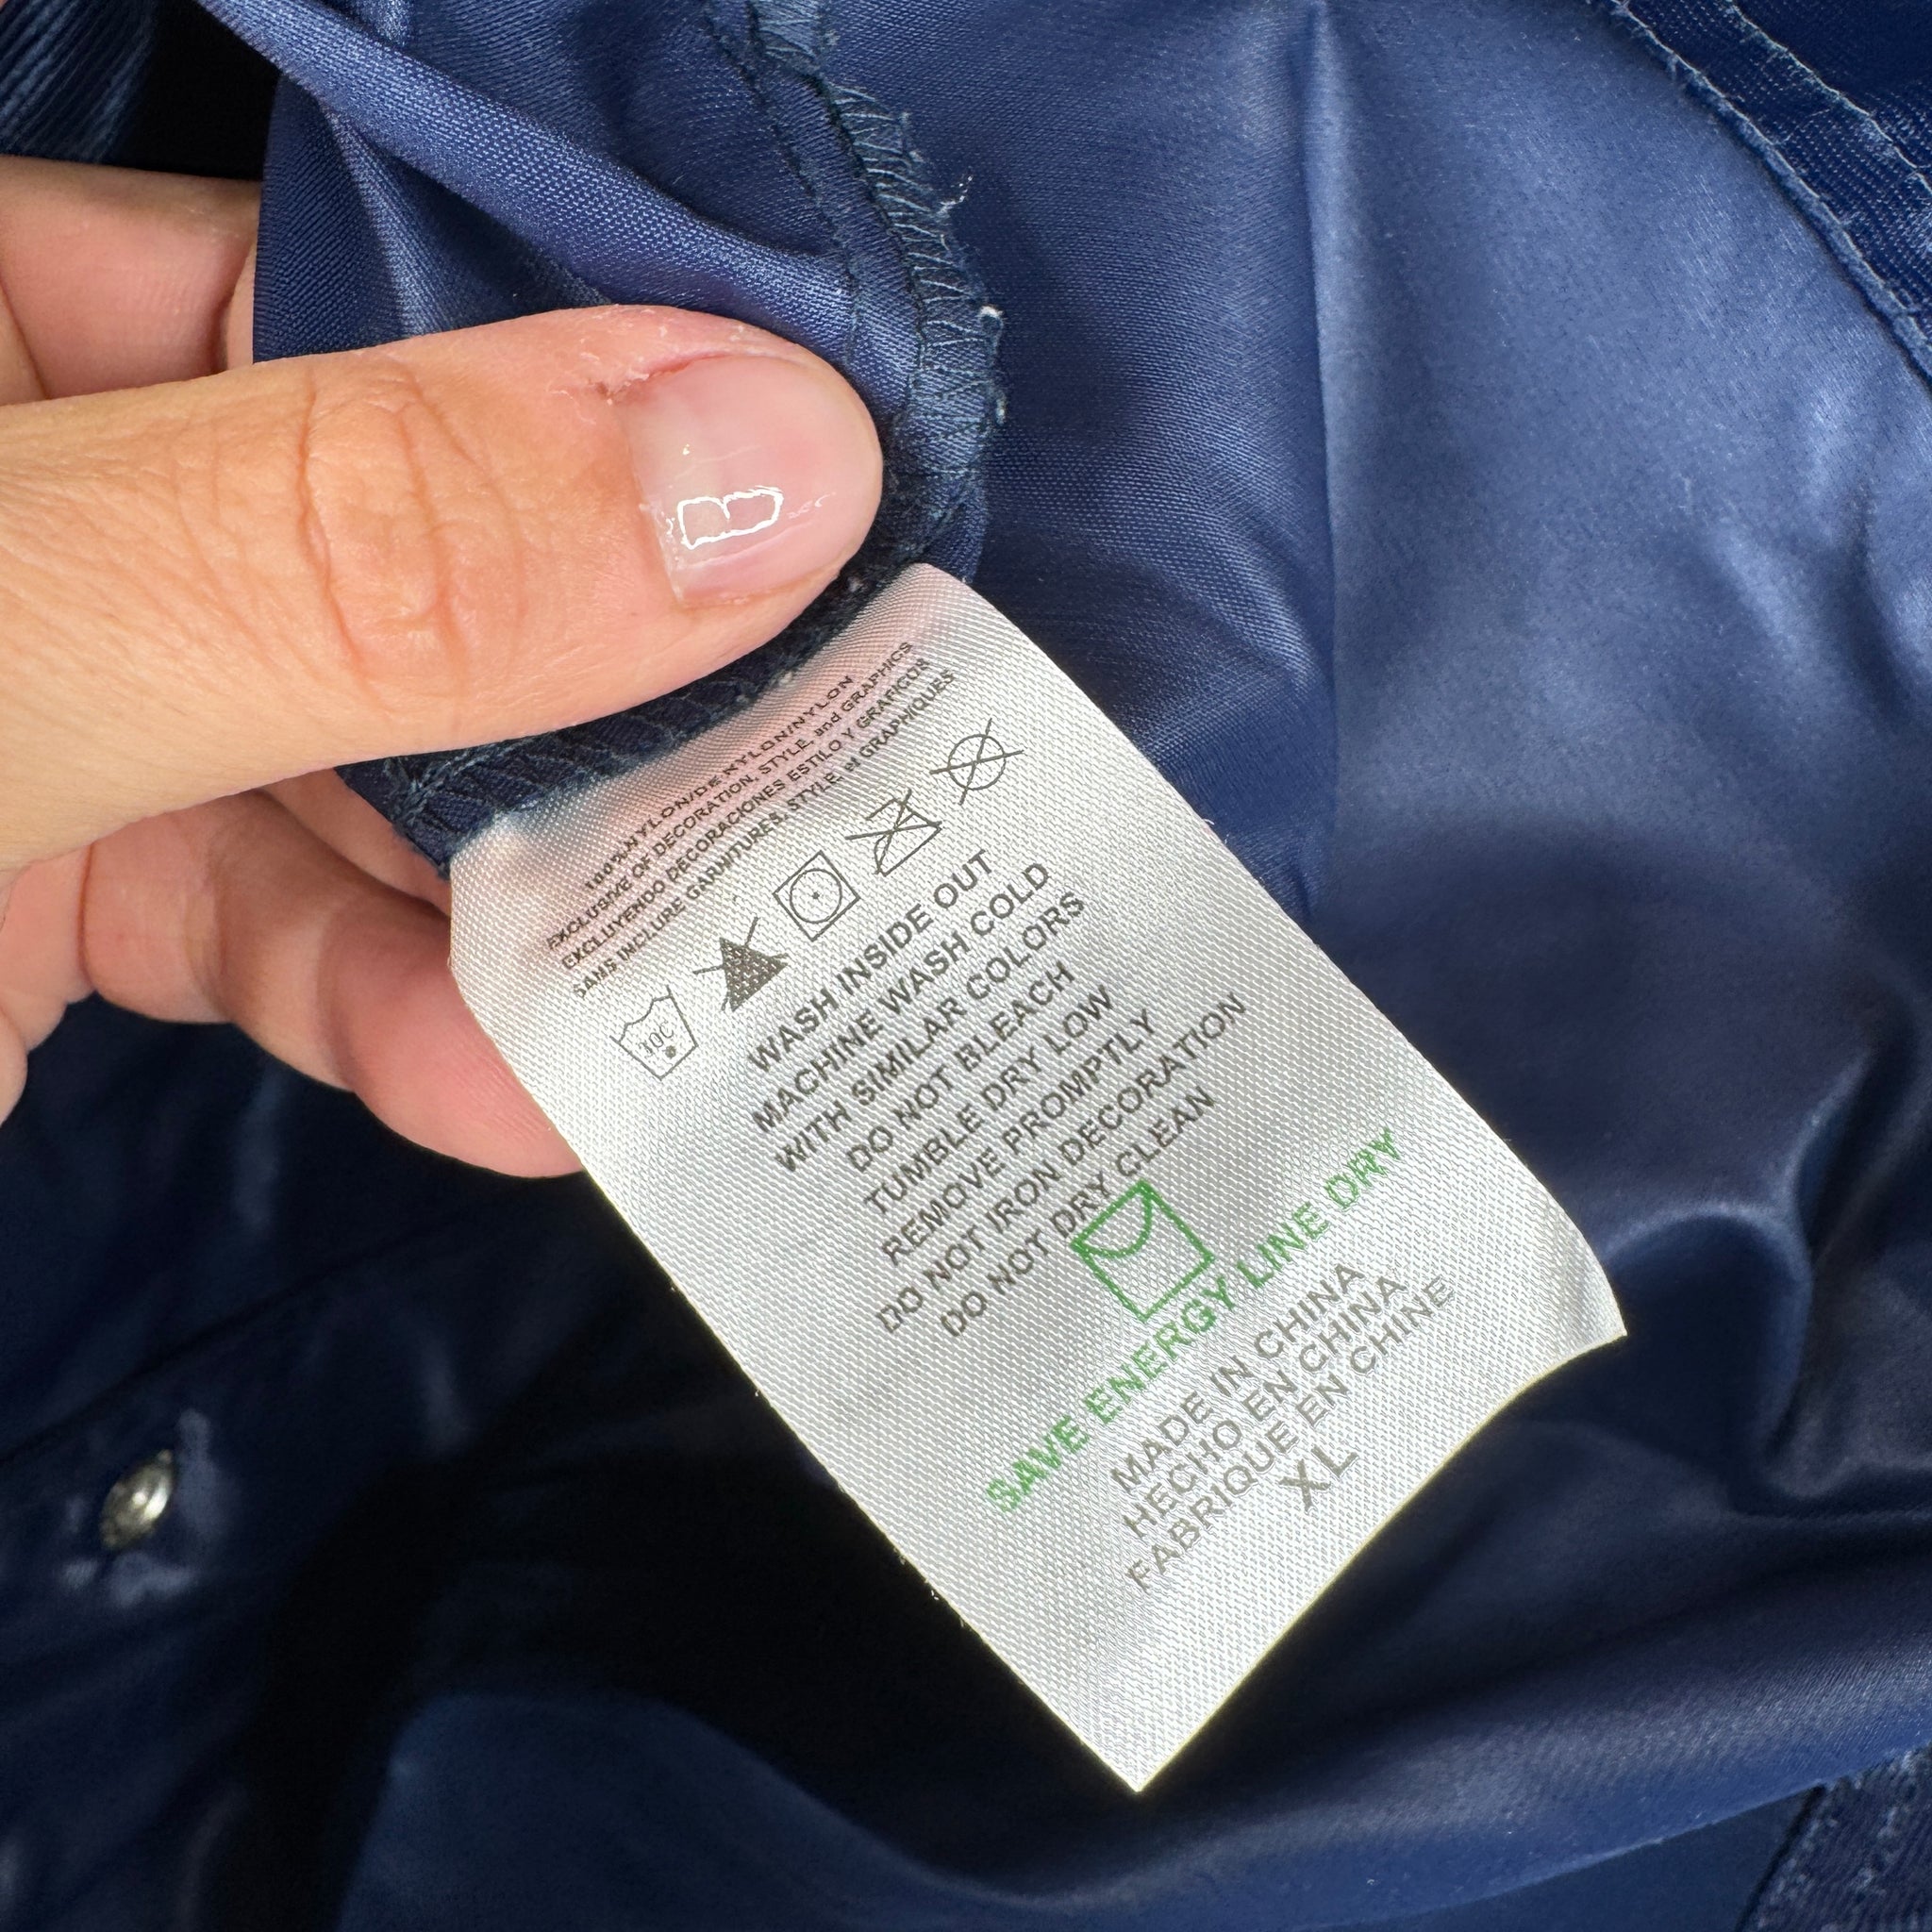 100%NYLON/DE NYLON/NYLON
EXCLUSIVE OF DECORATION, STYLE, and GRAPHICS
EXCLUYENDO DECORACIONES ESTILO Y GRAFICOR
SANS INCLURE GARNITURES, STYLE, et GRAPHIQUES
WASH INSIDE OUT
MACHINE WASH COLD
WITH SIMILAR COLORS
DO NOT BLEACH
TUMBLE DRY LOW
REMOVE PROMPTLY
DO NOT IRON DECORATION
DO NOT DRY CLEAN
SAVE ENERGY LINE DRY
MADE IN CHINA
HECHO EN CHINA
FABRIQUE EN CHINE
XL